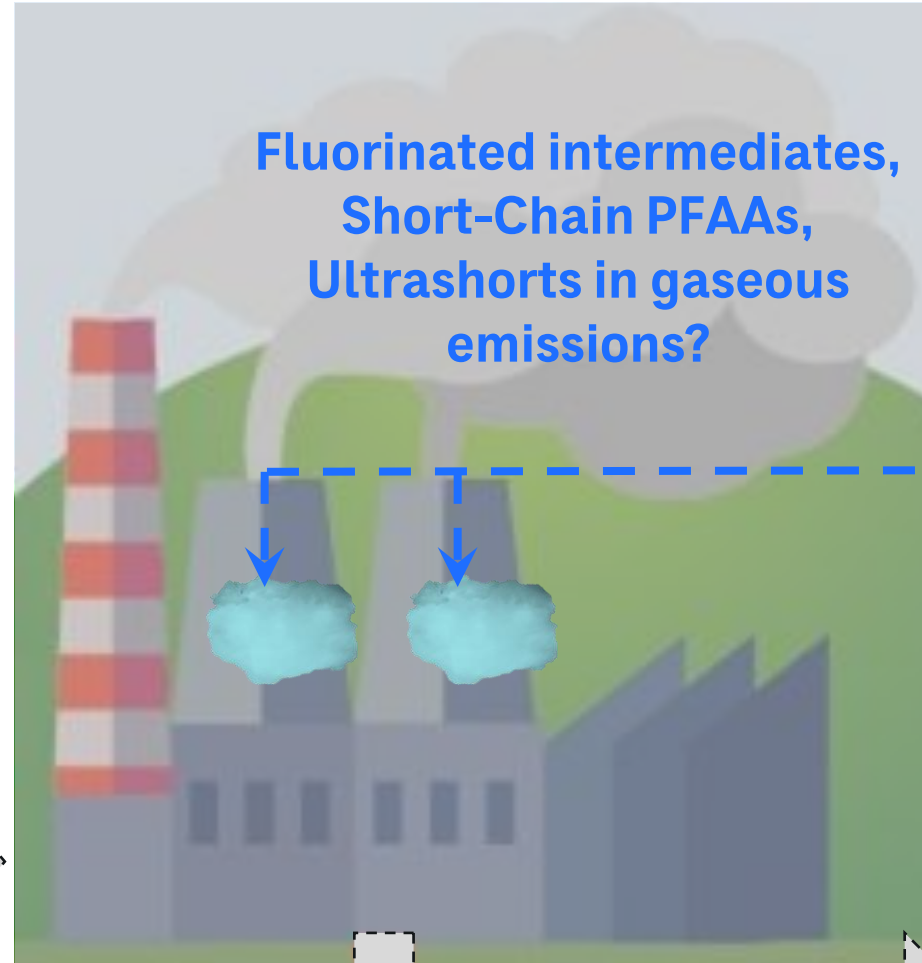 Fluorinated intermediates,
Short-Chain PFAAs,
Ultrashorts in gaseous
emissions?